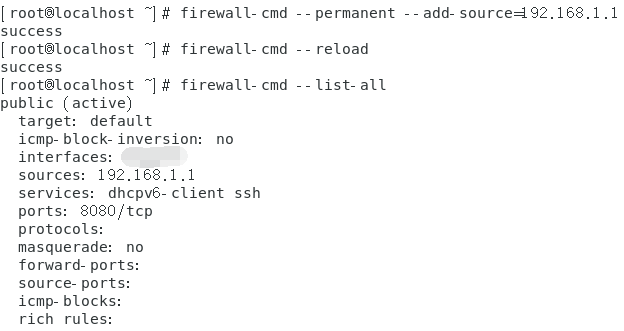 [root@localhost ~]# firewall-cmd --permanent --add-source=192.168.1.1
success
[root@localhost ~]# firewall-cmd --reload
success
[root@localhost ~]# firewall-cmd --list-all
public (active)
  target: default
  icmp-block-inversion: no
  interfaces:
  sources: 192.168.1.1
  services: dhcpv6-client ssh
  ports: 8080/tcp
  protocols:
  masquerade: no
  forward-ports:
  source-ports:
  icmp-blocks:
  rich rules: